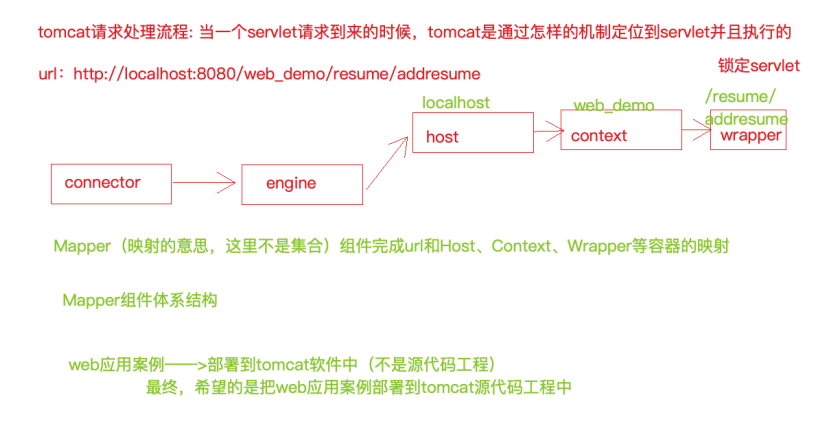 tomcat请求处理流程: 当一个servlet请求到来的时候，tomcat是通过怎样的机制定位到servlet并且执行的
锁定servlet
url：http://localhost:8080/web_demo/resume/addresume
localhost
web_demo
/resume/
addresume
host
context
wrapper
connector
engine
Mapper（映射的意思，这里不是集合）组件完成url和Host、Context、Wrapper等容器的映射
Mapper组件体系结构
web应用案例——>部署到tomcat软件中（不是源代码工程）
最终，希望的是把web应用案例部署到tomcat源代码工程中